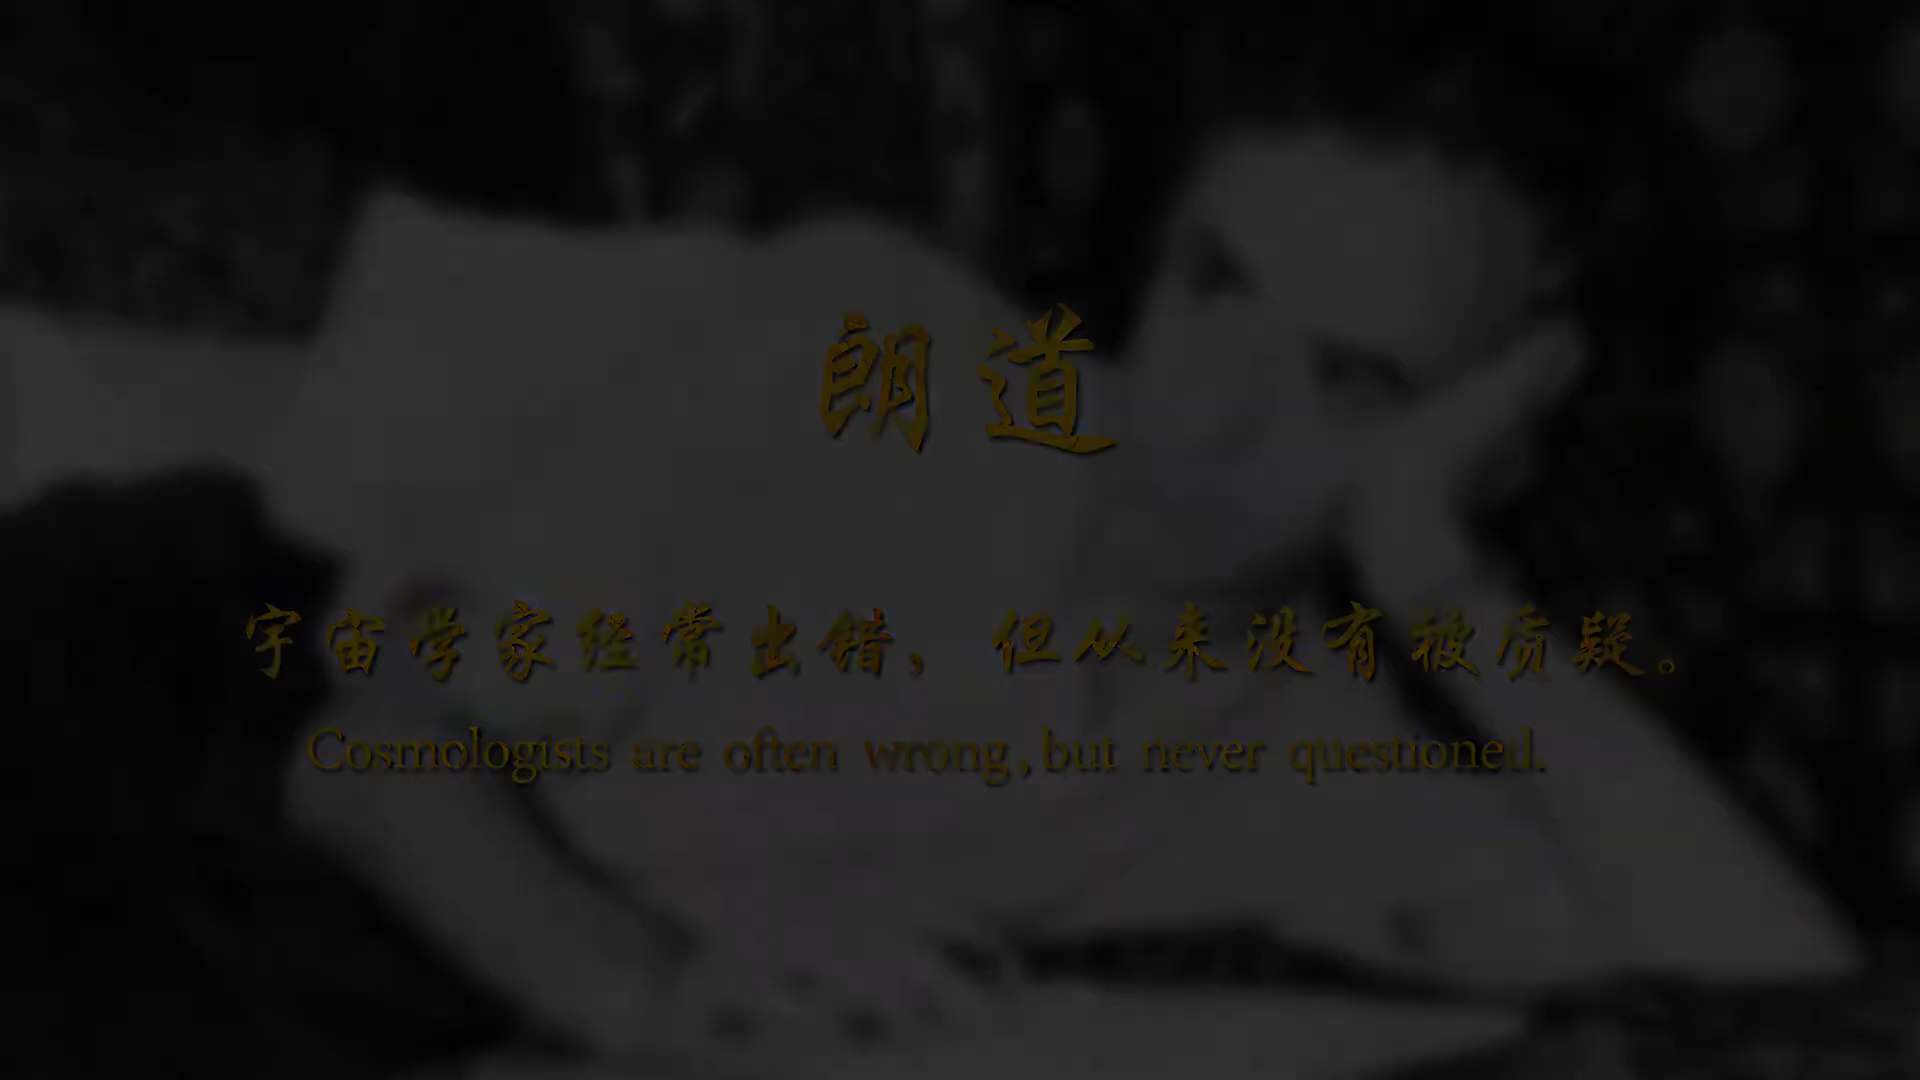 朗道
宇宙学家经常出错，但从来没有被质疑。
Cosmologists are often wrong, but never questioned.